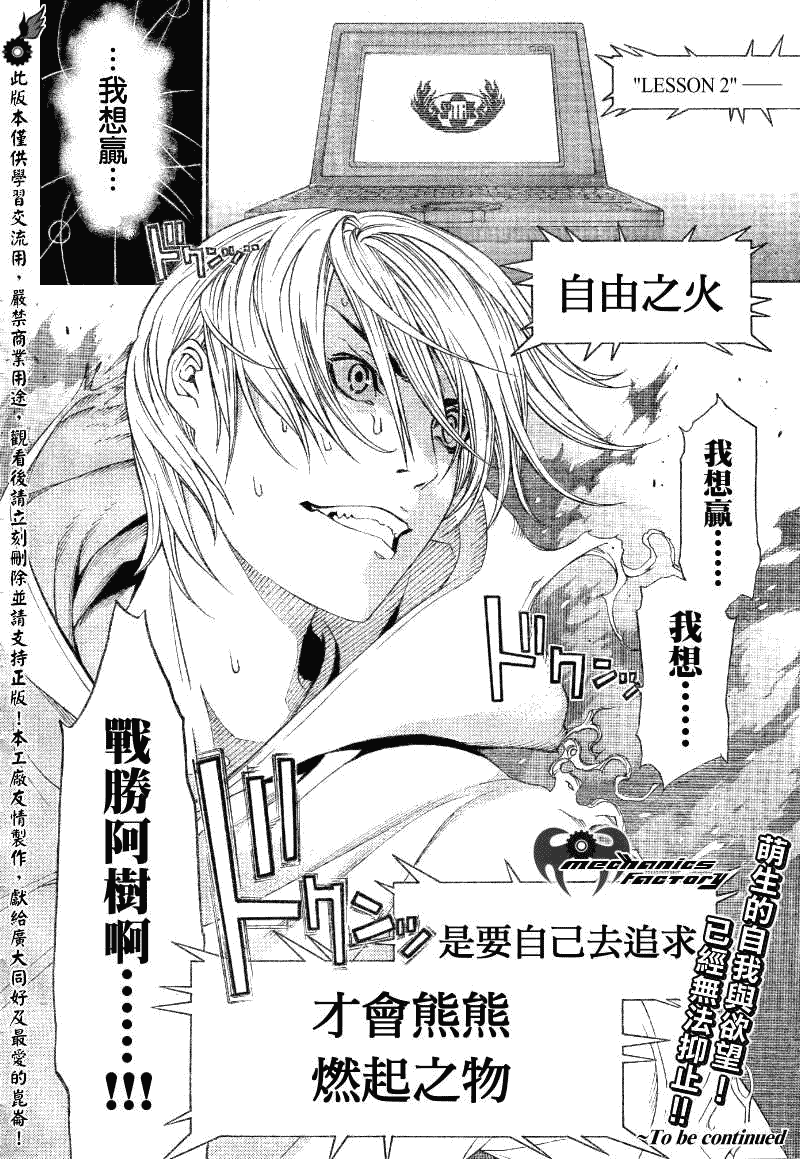 "LESSON 2" ——
…我想贏…
ドクンッ…
自由之火
我想贏……
我想……
ドクンッ
戰勝阿樹啊……!!!
ドクンッ
mechanics
factory
是要自己去追求
才會熊熊
燃起之物
萌生的自我與欲望！
已經無法抑止!!
~To be continued
此版本僅供學習交流用，嚴禁商業用途，觀看後請立刻刪除並請支持正版！本工廠友情製作，獻給廣大同好及最愛的崑崙！